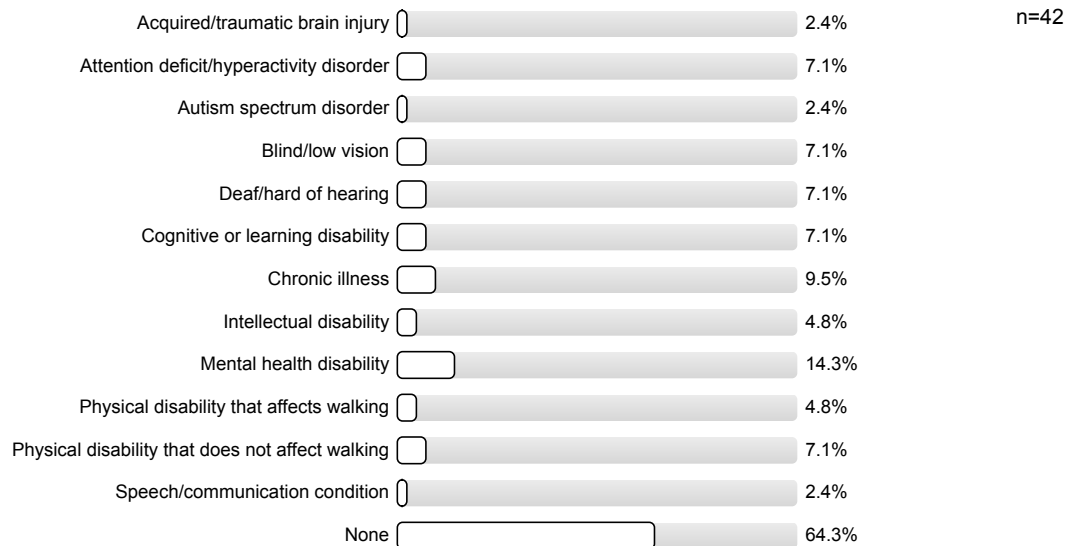 Acquired/traumatic brain injury 2.4% n=42
Attention deficit/hyperactivity disorder 7.1%
Autism spectrum disorder 2.4%
Blind/low vision 7.1%
Deaf/hard of hearing 7.1%
Cognitive or learning disability 7.1%
Chronic illness 9.5%
Intellectual disability 4.8%
Mental health disability 14.3%
Physical disability that affects walking 4.8%
Physical disability that does not affect walking 7.1%
Speech/communication condition 2.4%
None 64.3%